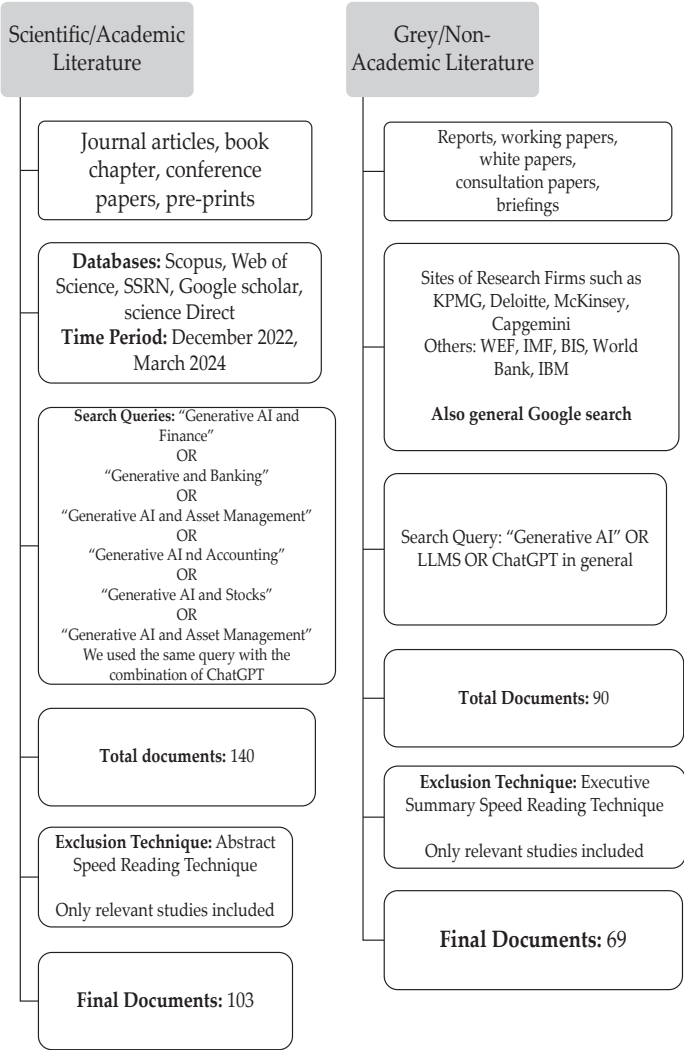 Scientific/Academic
Literature
Journal articles, book
chapter, conference
papers, pre-prints
Databases: Scopus, Web of
Science, SSRN, Google scholar,
science Direct
Time Period: December 2022,
March 2024
Search Queries: “Generative AI and
Finance”
OR
“Generative and Banking”
OR
“Generative AI and Asset Management”
OR
“Generative AI nd Accounting”
OR
“Generative AI and Stocks”
OR
“Generative AI and Asset Management”
We used the same query with the
combination of ChatGPT
Total documents: 140
Exclusion Technique: Abstract
Speed Reading Technique
Only relevant studies included
Final Documents: 103
Grey/Non-
Academic Literature
Reports, working papers,
white papers,
consultation papers,
briefings
Sites of Research Firms such as
KPMG, Deloitte, McKinsey,
Capgemini
Others: WEF, IMF, BIS, World
Bank, IBM
Also general Google search
Search Query: “Generative AI” OR
LLMS OR ChatGPT in general
Total Documents: 90
Exclusion Technique: Executive
Summary Speed Reading Technique
Only relevant studies included
Final Documents: 69